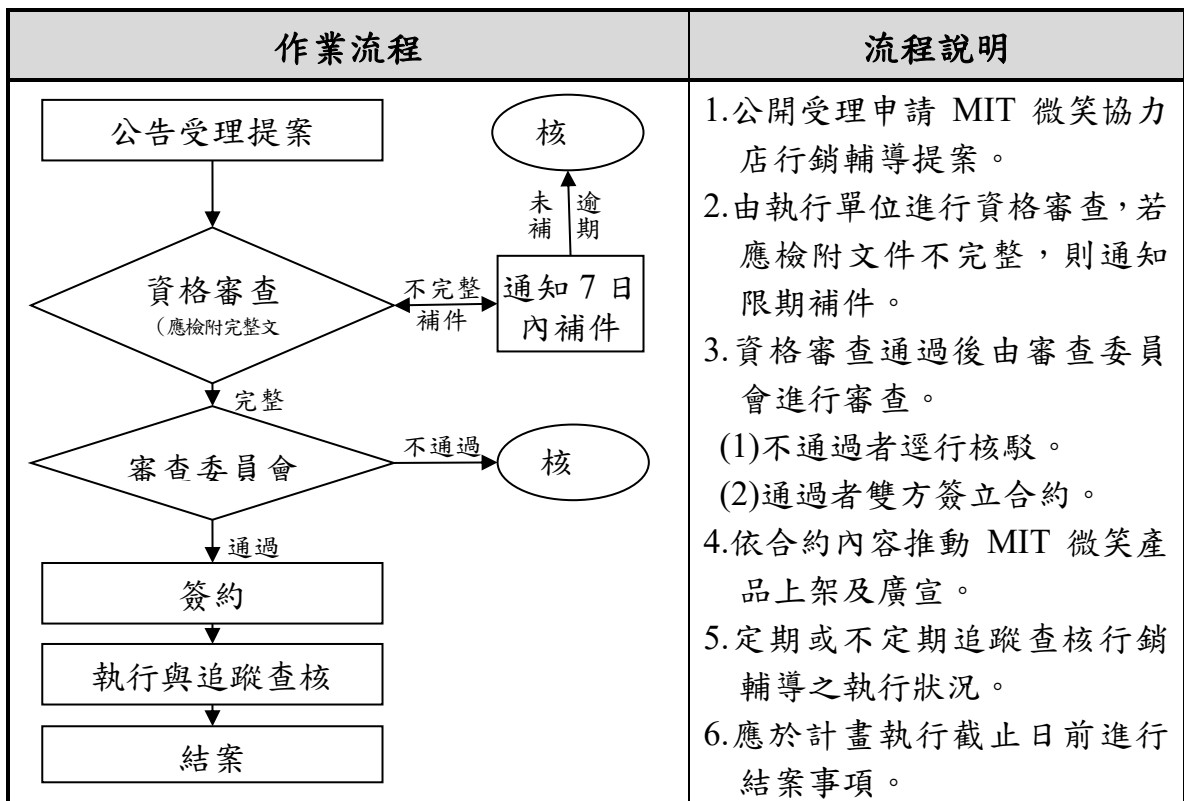 作業流程
流程說明
公告受理提案
核
未 逾
補 期
資格審查
（應檢附完整文
不完整
補件
通知 7 日
內補件
完整
審查委員會
不通過
核
通過
簽約
執行與追蹤查核
結案
1.公開受理申請 MIT 微笑協力
店行銷輔導提案。
2.由執行單位進行資格審查，若
應檢附文件不完整，則通知
限期補件。
3.資格審查通過後由審查委員
會進行審查。
(1)不通過者逕行核駁。
(2)通過者雙方簽立合約。
4.依合約內容推動 MIT 微笑產
品上架及廣宣。
5.定期或不定期追蹤查核行銷
輔導之執行狀況。
6.應於計畫執行截止日前進行
結案事項。